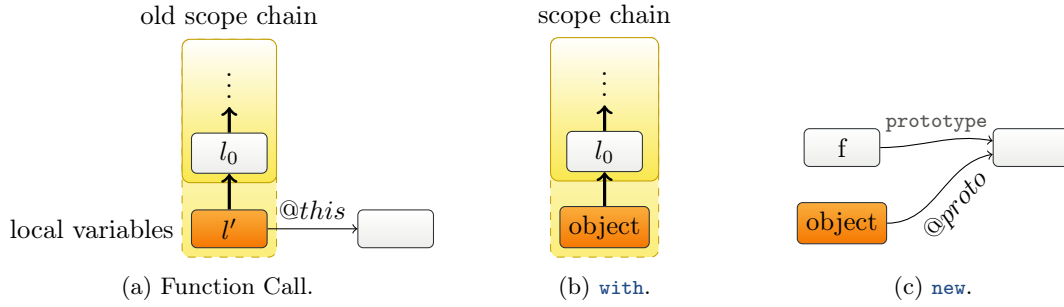 old scope chain
⋮
l₀
l′
local variables
@this
(a) Function Call.
scope chain
⋮
l₀
object
(b) with.
f
prototype
object
@proto
(c) new.